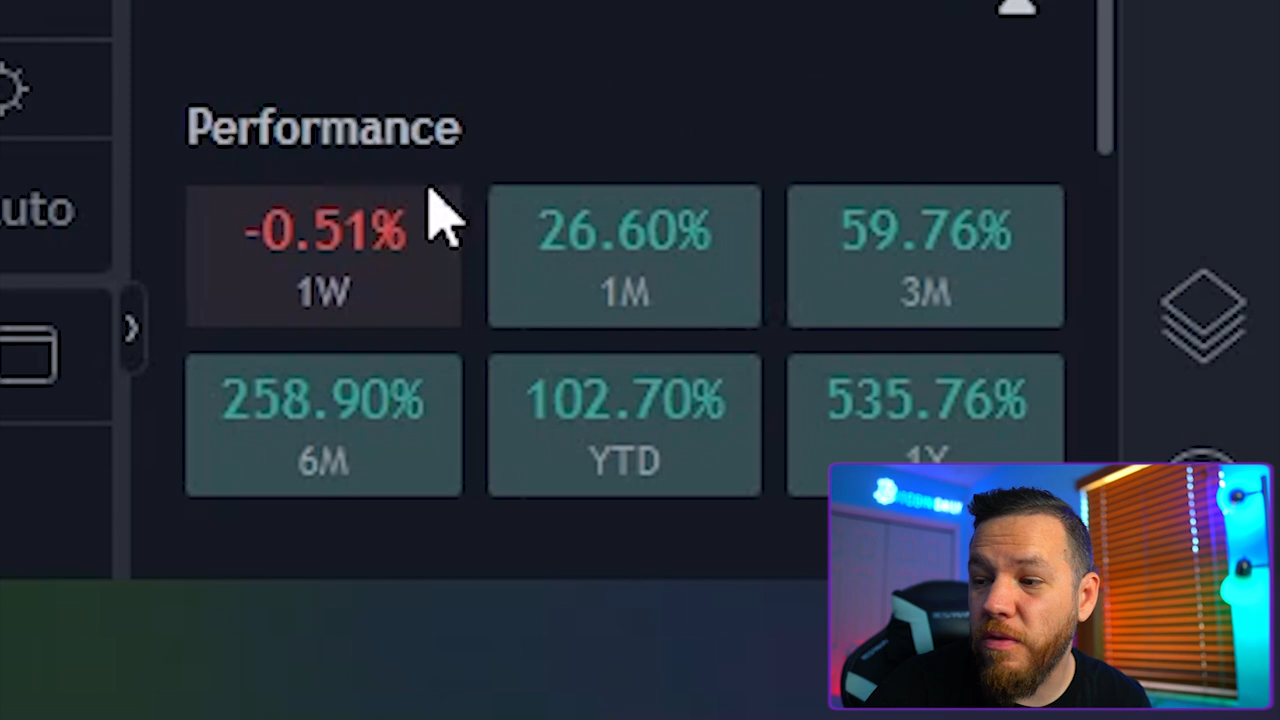 Performance
uto
-0.51%
26.60%
59.76%
1W
1M
3M
258.90%
102.70%
535.76%
6M
YTD
1Y